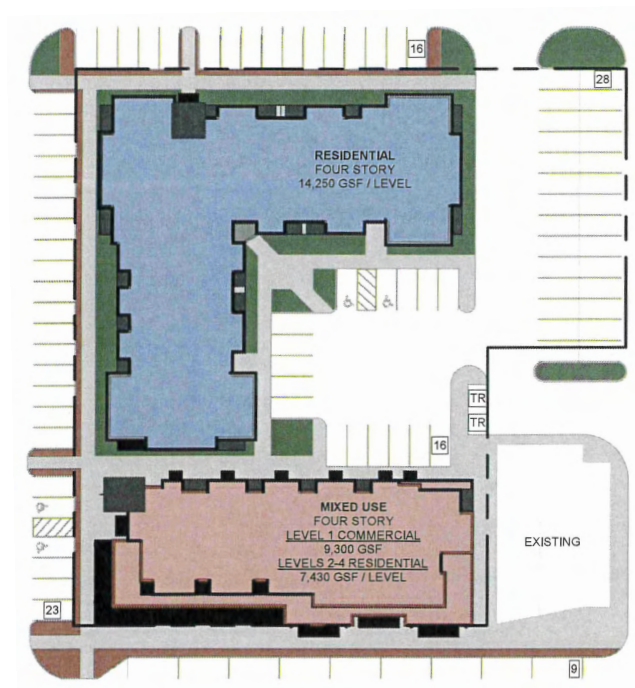 16
28
RESIDENTIAL
FOUR STORY
14,250 GSF / LEVEL
TR
TR
16
MIXED USE
FOUR STORY
LEVEL 1 COMMERCIAL
9,300 GSF
LEVELS 2-4 RESIDENTIAL
7,430 GSF / LEVEL
EXISTING
23
9